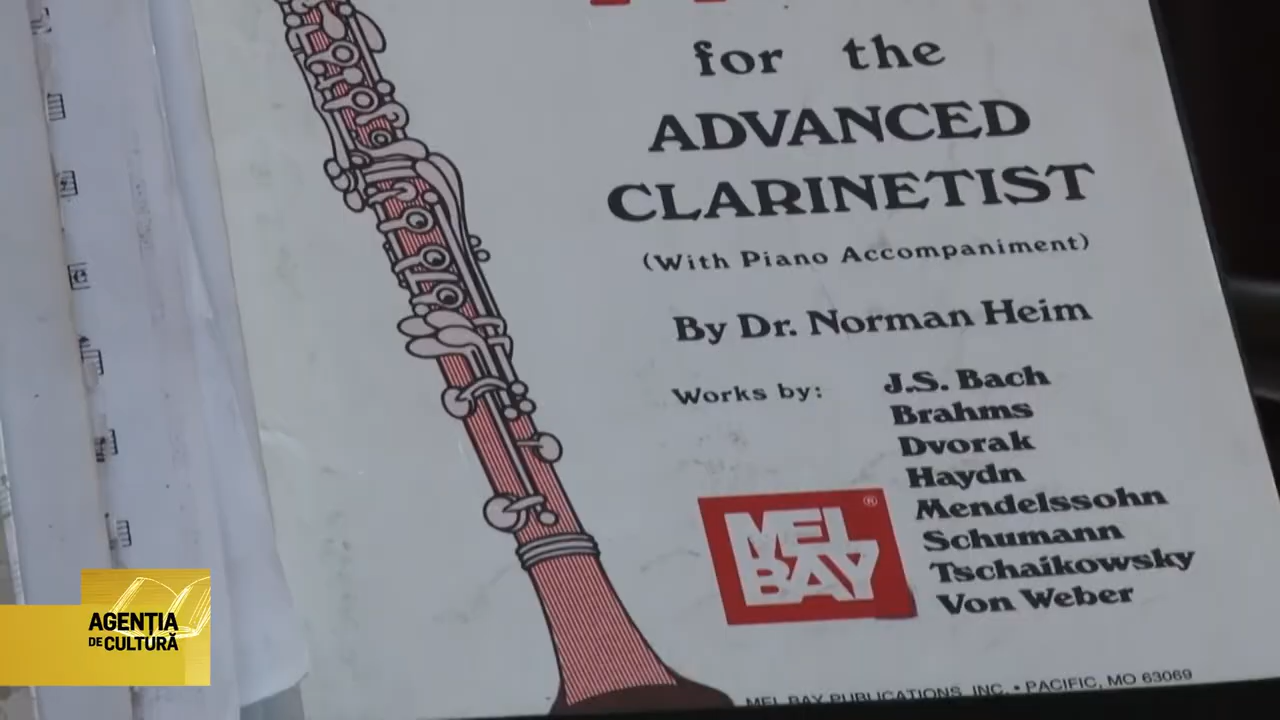 for the
ADVANCED
CLARINETIST
(With Piano Accompaniment)
By Dr. Norman Heim
Works by:
J.S. Bach
Brahms
Dvorak
Haydn
Mendelssohn
Schumann
Tschaikowsky
Von Weber
MEL BAY ®
MEL BAY PUBLICATIONS, INC. • PACIFIC, MO 63069
AGENȚIA
DE CULTURĂ